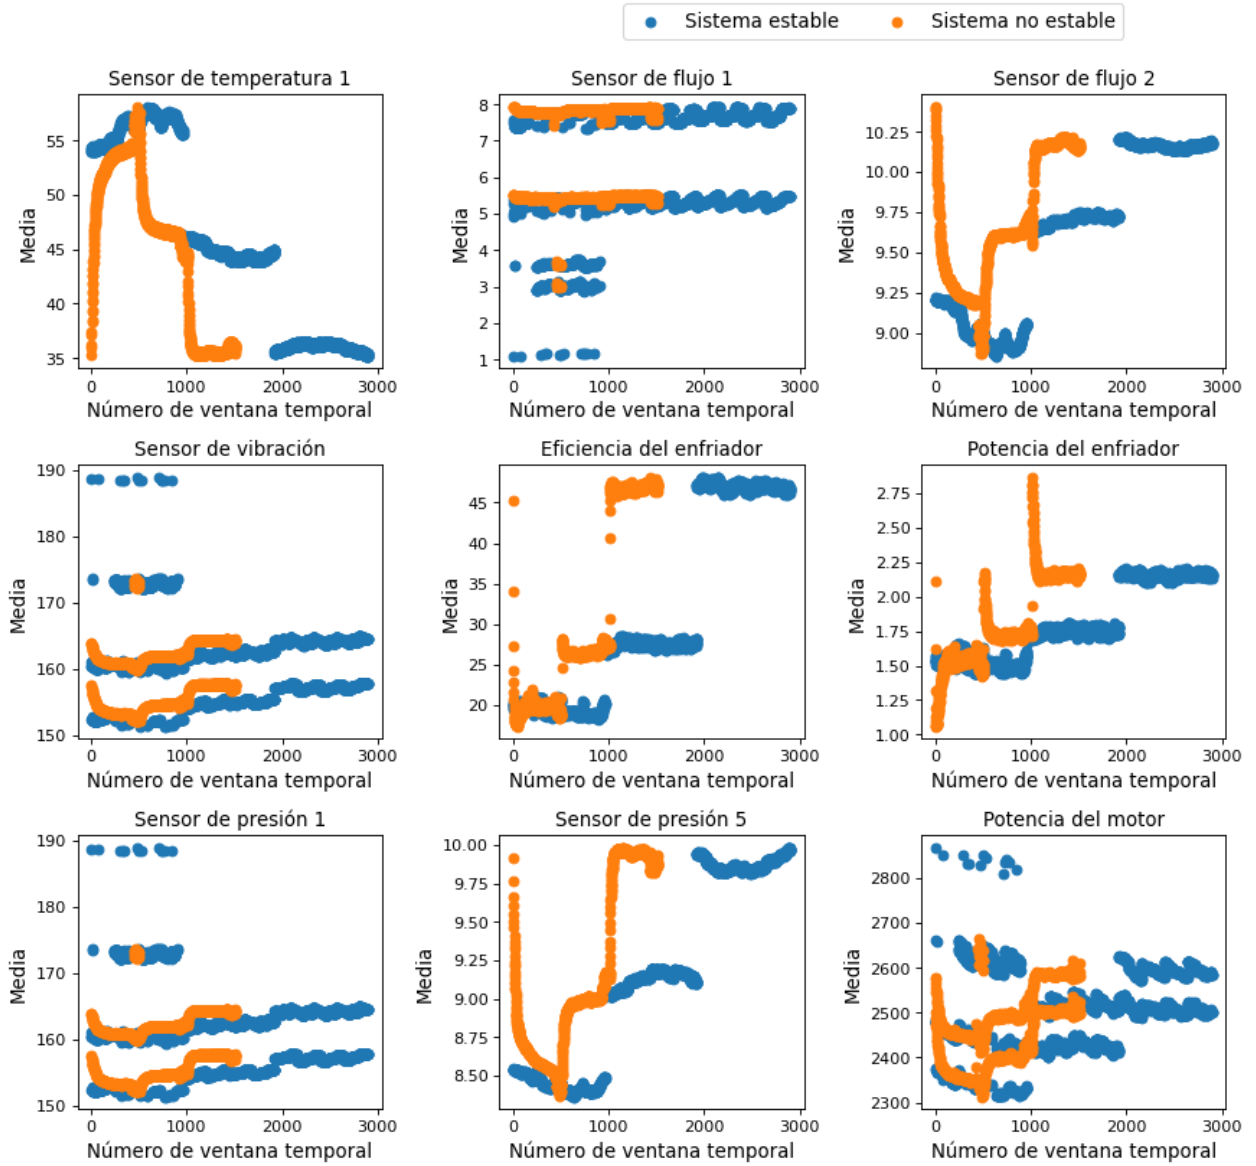 Sistema estable Sistema no estable
Sensor de temperatura 1
Media
55
50
45
40
35
0 1000 2000 3000
Número de ventana temporal
Sensor de flujo 1
Media
8
7
6
5
4
3
2
1
0 1000 2000 3000
Número de ventana temporal
Sensor de flujo 2
Media
10.25
10.00
9.75
9.50
9.25
9.00
0 1000 2000 3000
Número de ventana temporal
Sensor de vibración
Media
190
180
170
160
150
0 1000 2000 3000
Número de ventana temporal
Eficiencia del enfriador
Media
45
40
35
30
25
20
0 1000 2000 3000
Número de ventana temporal
Potencia del enfriador
Media
2.75
2.50
2.25
2.00
1.75
1.50
1.25
1.00
0 1000 2000 3000
Número de ventana temporal
Sensor de presión 1
Media
190
180
170
160
150
0 1000 2000 3000
Número de ventana temporal
Sensor de presión 5
Media
10.00
9.75
9.50
9.25
9.00
8.75
8.50
0 1000 2000 3000
Número de ventana temporal
Potencia del motor
Media
2800
2700
2600
2500
2400
2300
0 1000 2000 3000
Número de ventana temporal